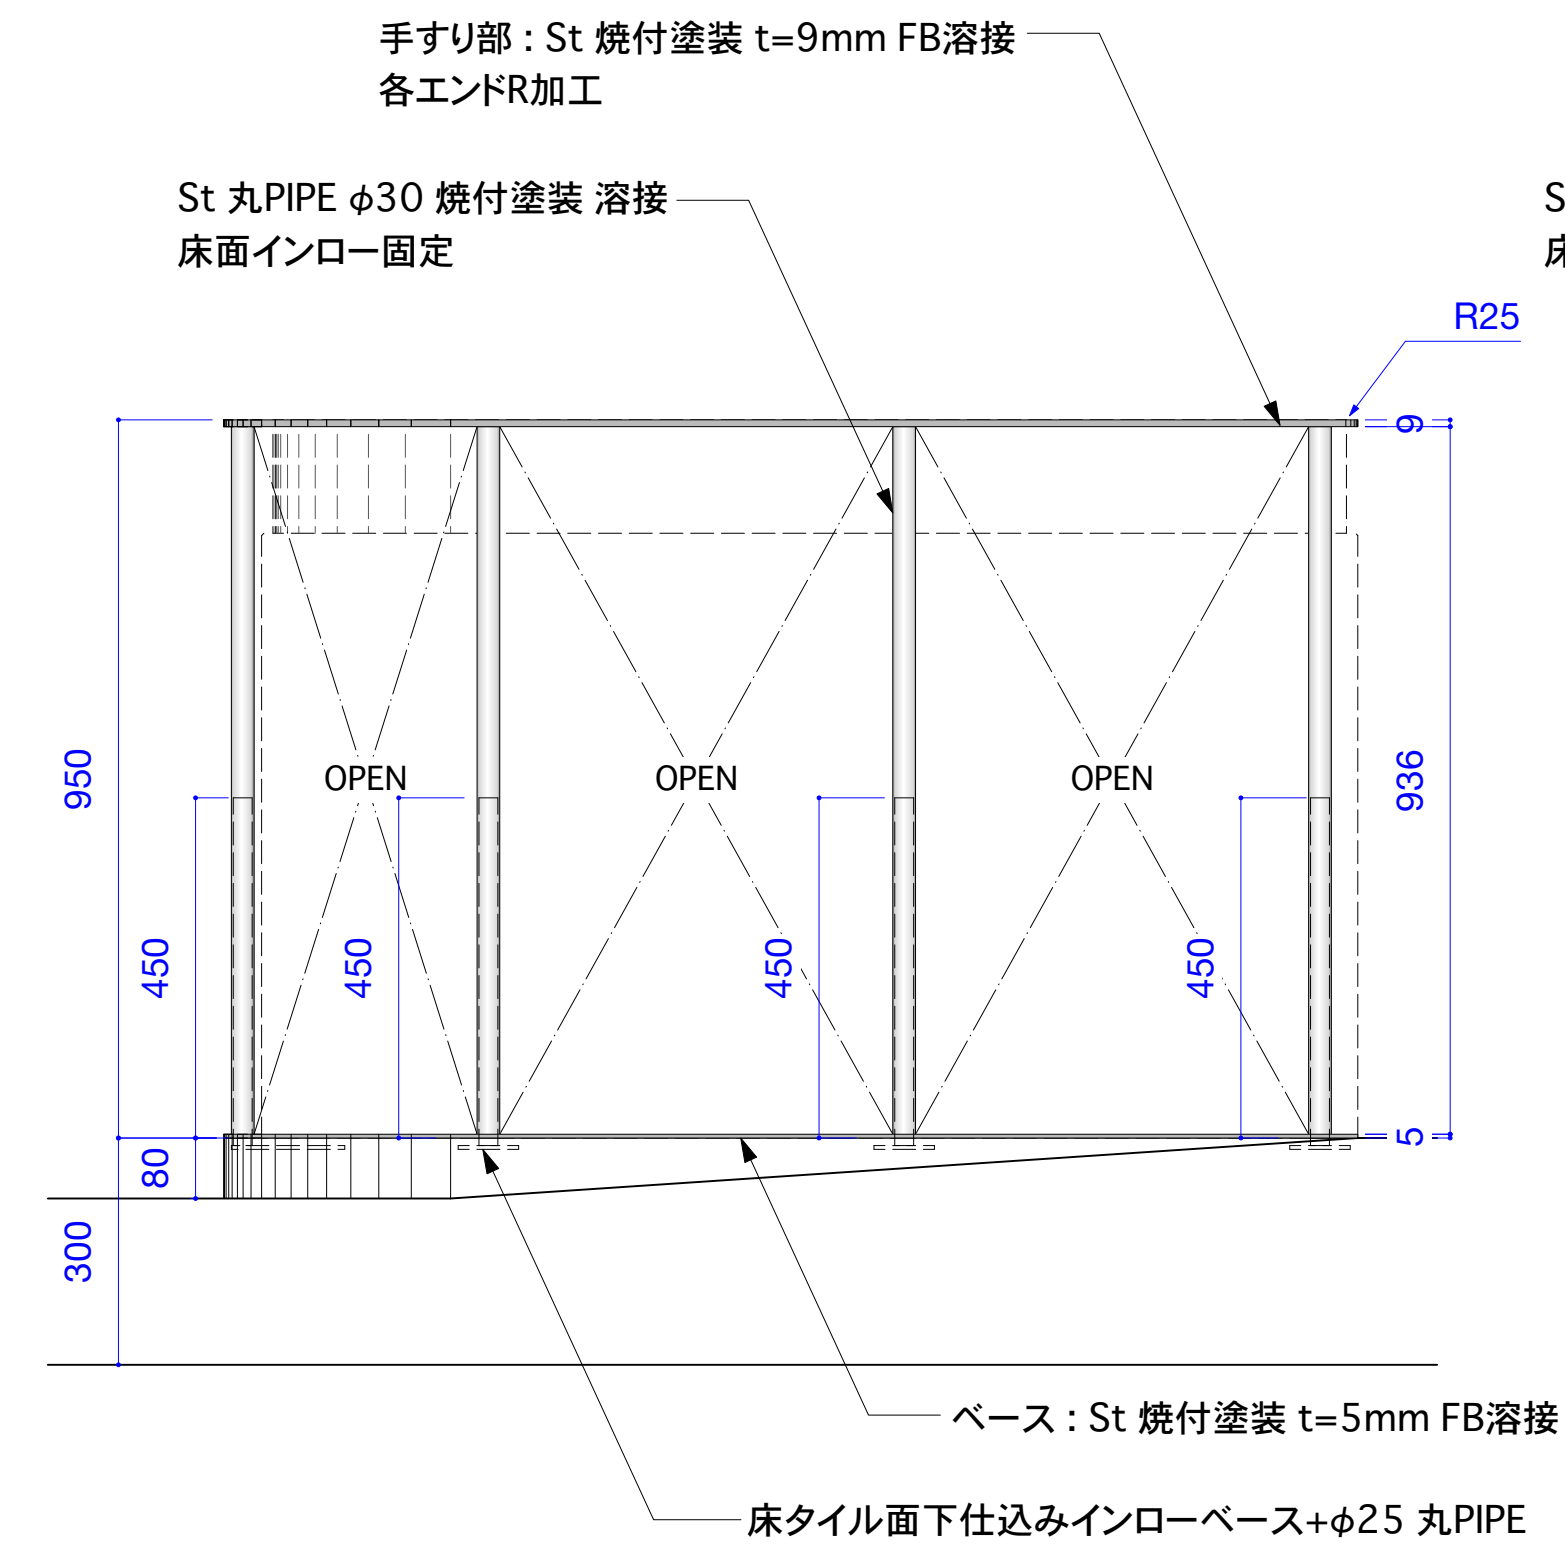 手すり部 : St 焼付塗装 t=9mm FB溶接
各エンドR加工
St 丸PIPE φ30 焼付塗装 溶接
床面インロー固定
S
床
R25
9
950
936
OPEN
OPEN
OPEN
450
450
450
450
5
80
300
ベース : St 焼付塗装 t=5mm FB溶接
床タイル面下仕込みインローベース+φ25 丸PIPE